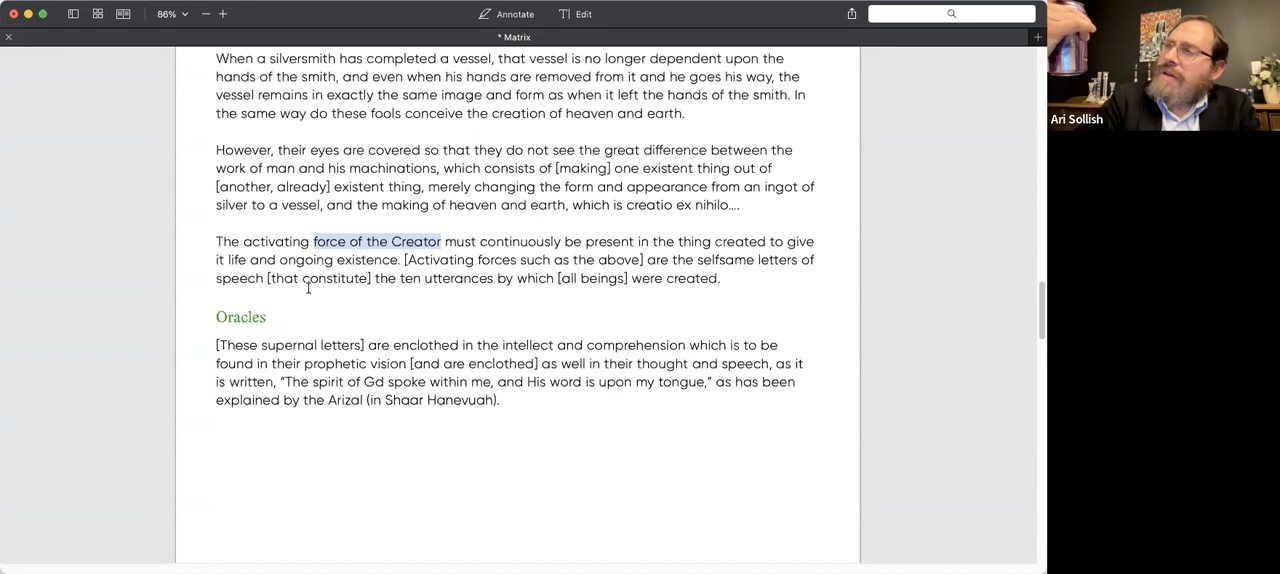 86%
Annotate
Edit
* Matrix
When a silversmith has completed a vessel, that vessel is no longer dependent upon the
hands of the smith, and even when his hands are removed from it and he goes his way, the
vessel remains in exactly the same image and form as when it left the hands of the smith. In
the same way do these fools conceive the creation of heaven and earth.
However, their eyes are covered so that they do not see the great difference between the
work of man and his machinations, which consists of [making] one existent thing out of
[another, already] existent thing, merely changing the form and appearance from an ingot of
silver to a vessel, and the making of heaven and earth, which is creatio ex nihilo….
The activating force of the Creator must continuously be present in the thing created to give
it life and ongoing existence. [Activating forces such as the above] are the selfsame letters of
speech [that constitute] the ten utterances by which [all beings] were created.
Oracles
[These supernal letters] are enclothed in the intellect and comprehension which is to be
found in their prophetic vision [and are enclothed] as well in their thought and speech, as it
is written, “The spirit of Gd spoke within me, and His word is upon my tongue,” as has been
explained by the Arizal (in Shaar Hanevuah).
Ari Sollish